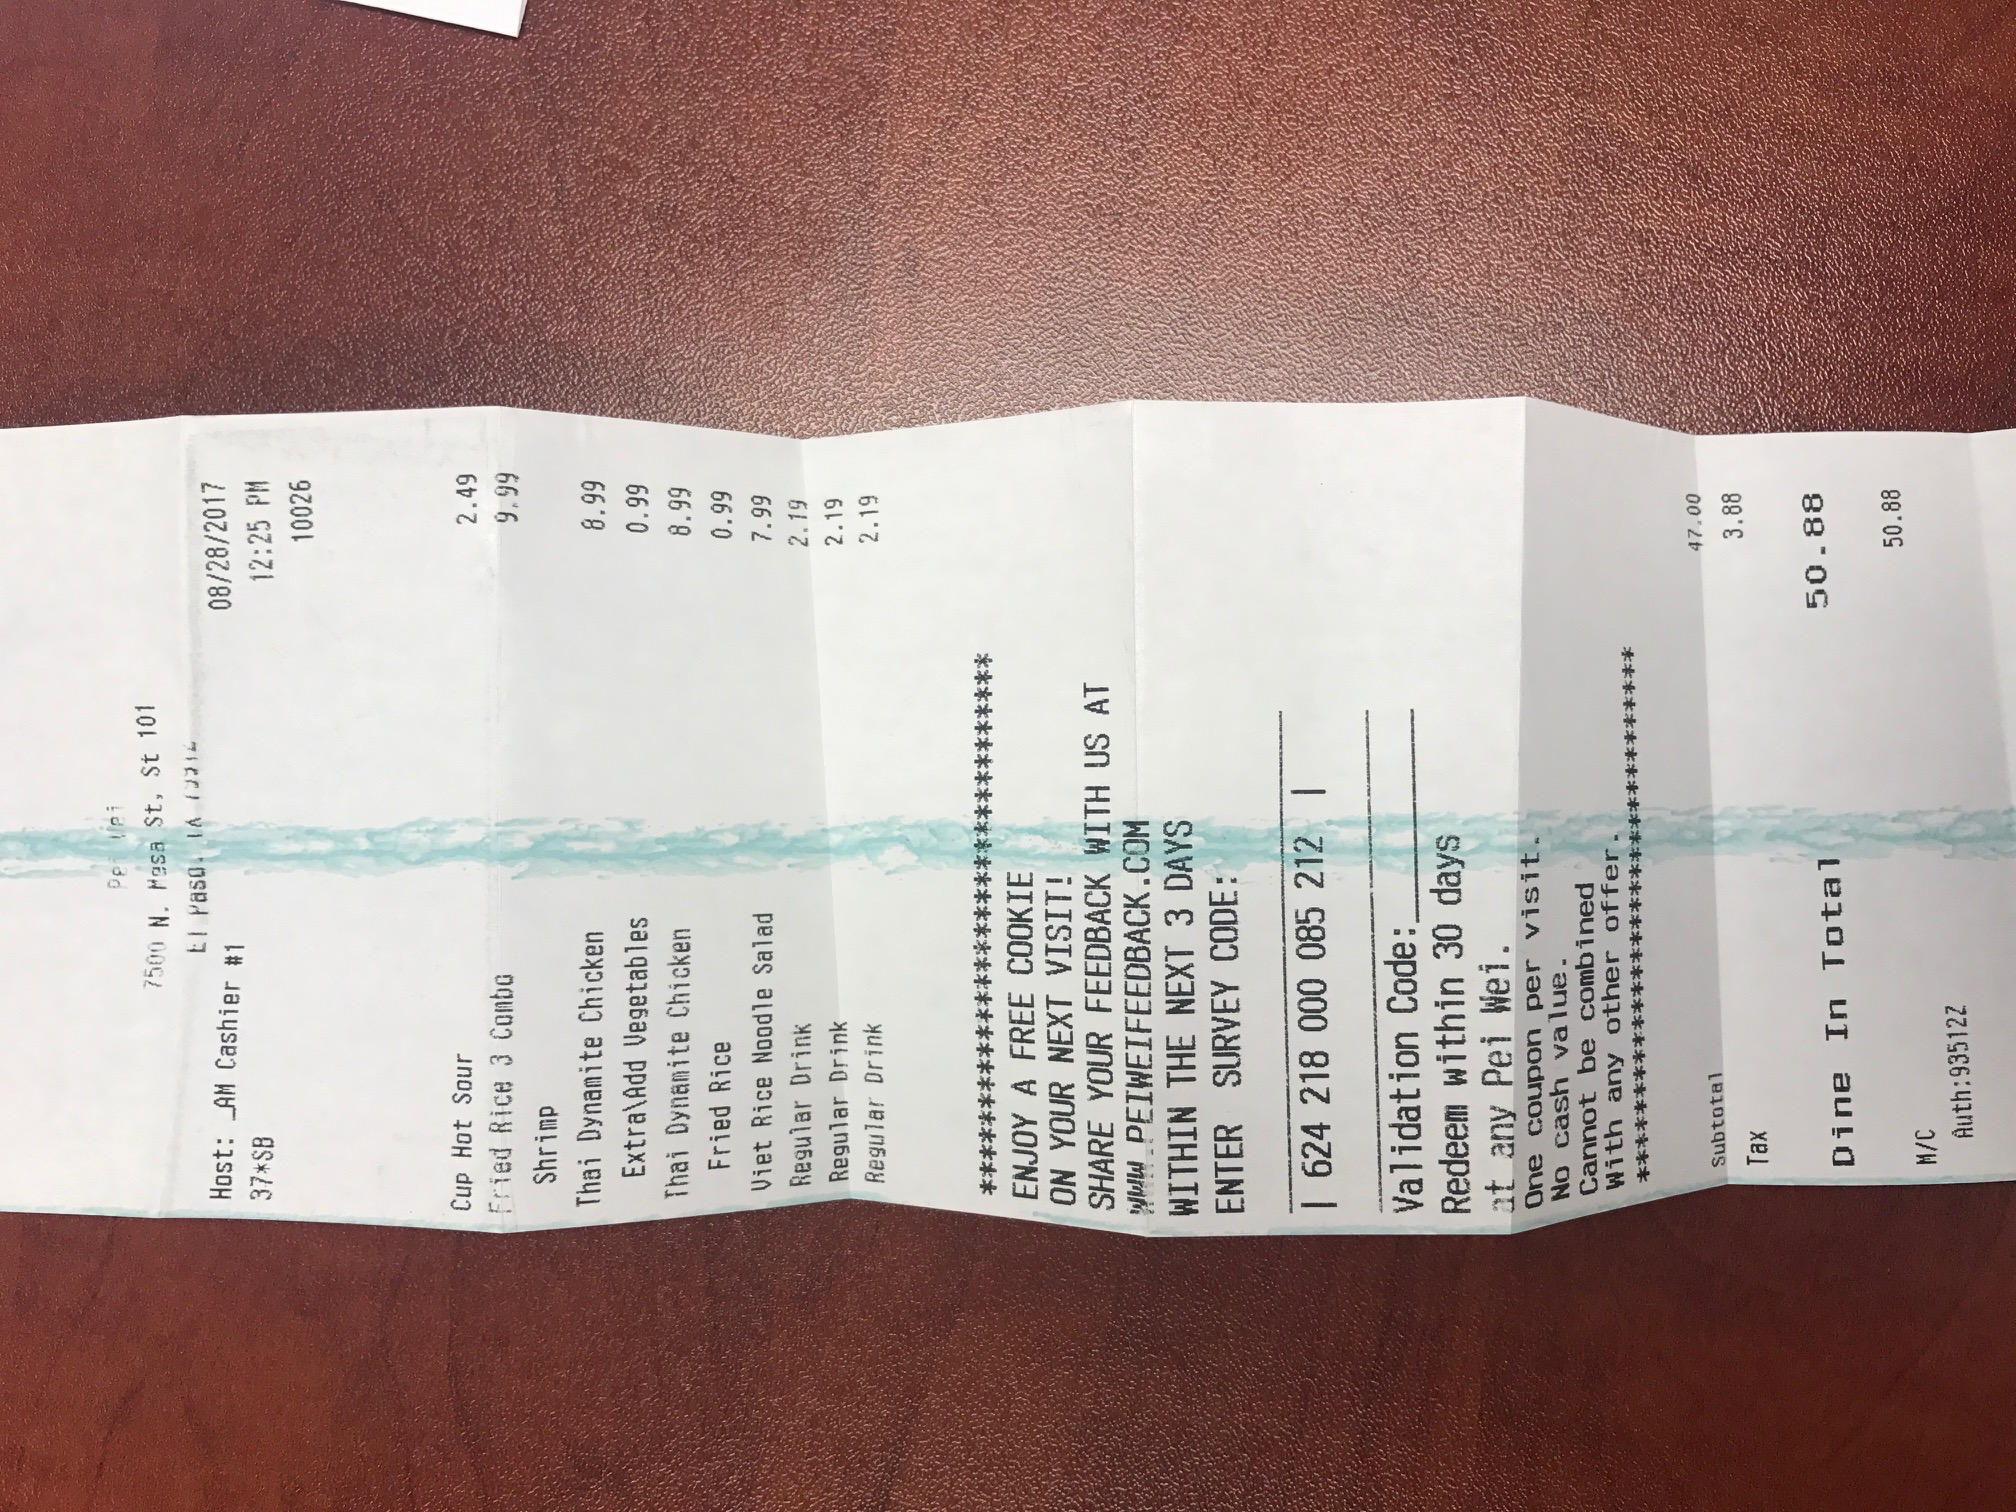 Pei Wei
7500 N. Mesa St, St 101
El Paso, TX 79912
Host: _AM Cashier #1 08/28/2017
37*SB 12:25 PM
10026
Cup Hot Sour 2.49
Fried Rice 3 Combo 9.99
Shrimp
Thai Dynamite Chicken 8.99
Extra\Add Vegetables 0.99
Thai Dynamite Chicken 8.99
Fried Rice 0.99
Viet Rice Noodle Salad 7.99
Regular Drink 2.19
Regular Drink 2.19
Regular Drink 2.19
********************************
ENJOY A FREE COOKIE
ON YOUR NEXT VISIT!
SHARE YOUR FEEDBACK WITH US AT
WWW.PEIWEIFEEDBACK.COM
WITHIN THE NEXT 3 DAYS
ENTER  SURVEY CODE:
| 624 218 000 085 212  |
Validation Code:____________
Redeem within 30 days
at any Pei Wei.
One coupon per visit.
No cash value.
Cannot be combined
With any other offer.
********************************
Subtotal 47.00
Tax 3.88
Dine In Total 50.88
M/C 50.88
Auth:93512Z